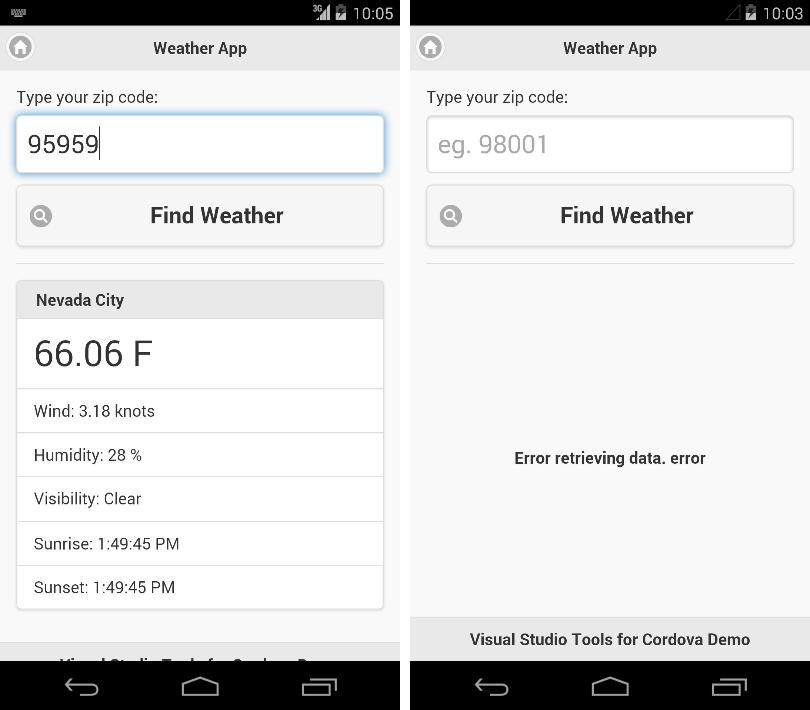 3G 10:05
Weather App
Type your zip code:
95959
Find Weather
Nevada City
66.06 F
Wind: 3.18 knots
Humidity: 28 %
Visibility: Clear
Sunrise: 1:49:45 PM
Sunset: 1:49:45 PM
10:03
Weather App
Type your zip code:
eg. 98001
Find Weather
Error retrieving data. error
Visual Studio Tools for Cordova Demo